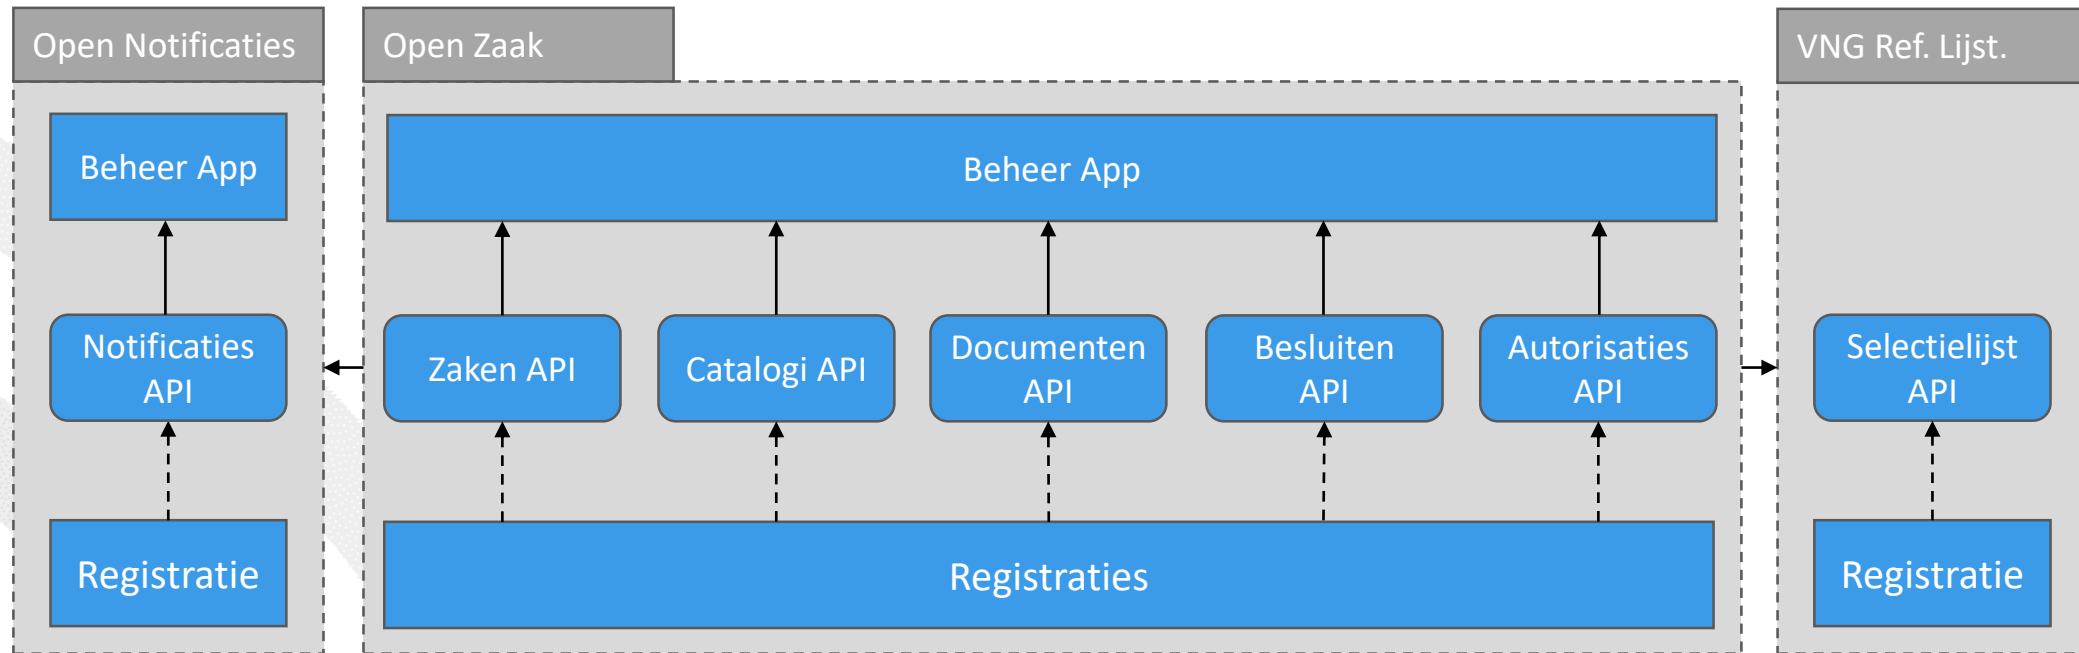 Open Notificaties
Open Zaak
VNG Ref. Lijst.
Beheer App
Beheer App
Notificaties
API
Zaken API
Catalogi API
Documenten
API
Besluiten
API
Autorisaties
API
Selectielijst
API
Registratie
Registraties
Registratie